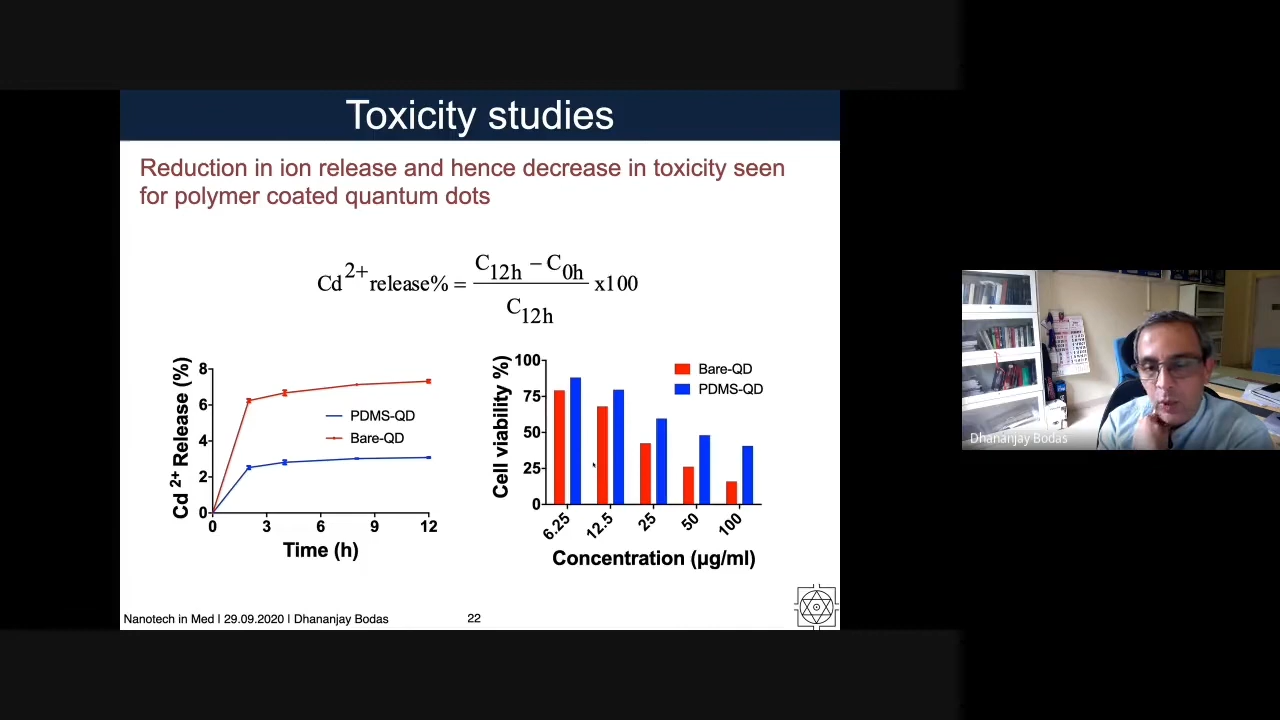 Toxicity studies
Reduction in ion release and hence decrease in toxicity seen
for polymer coated quantum dots
Cd2+ release% = C12h − C0h / C12h x100
Cd 2+ Release (%)
8
6
4
2
0
0 3 6 9 12
Time (h)
PDMS-QD
Bare-QD
Cell viability %)
100
75
50
25
0
6.25 12.5 25 50 100
Concentration (µg/ml)
Bare-QD
PDMS-QD
Dhananjay Bodas
Nanotech in Med I 29.09.2020 I Dhananjay Bodas
22